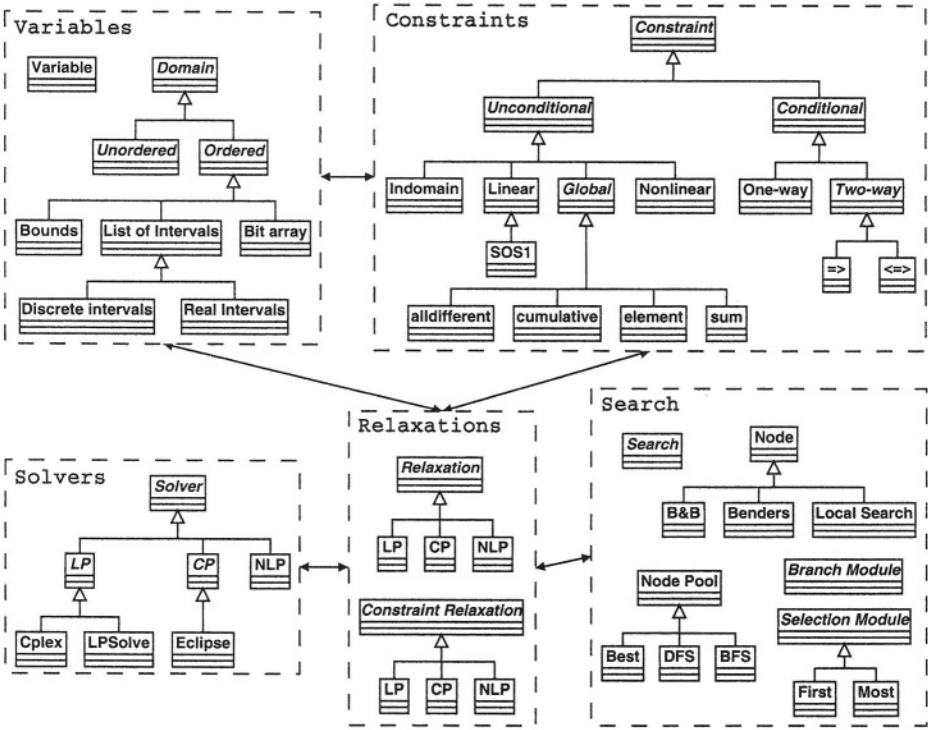 Variables
Variable
Domain
Unordered
Ordered
Bounds
List of Intervals
Bit array
Discrete intervals
Real Intervals
Constraints
Constraint
Unconditional
Conditional
Indomain
Linear
Global
Nonlinear
One-way
Two-way
SOS1
=>
<=>
alldifferent
cumulative
element
sum
Solvers
Solver
LP
CP
NLP
Cplex
LPSolve
Eclipse
Relaxations
Relaxation
LP
CP
NLP
Constraint Relaxation
LP
CP
NLP
Search
Search
Node
B&B
Benders
Local Search
Branch Module
Node Pool
Selection Module
Best
DFS
BFS
First
Most